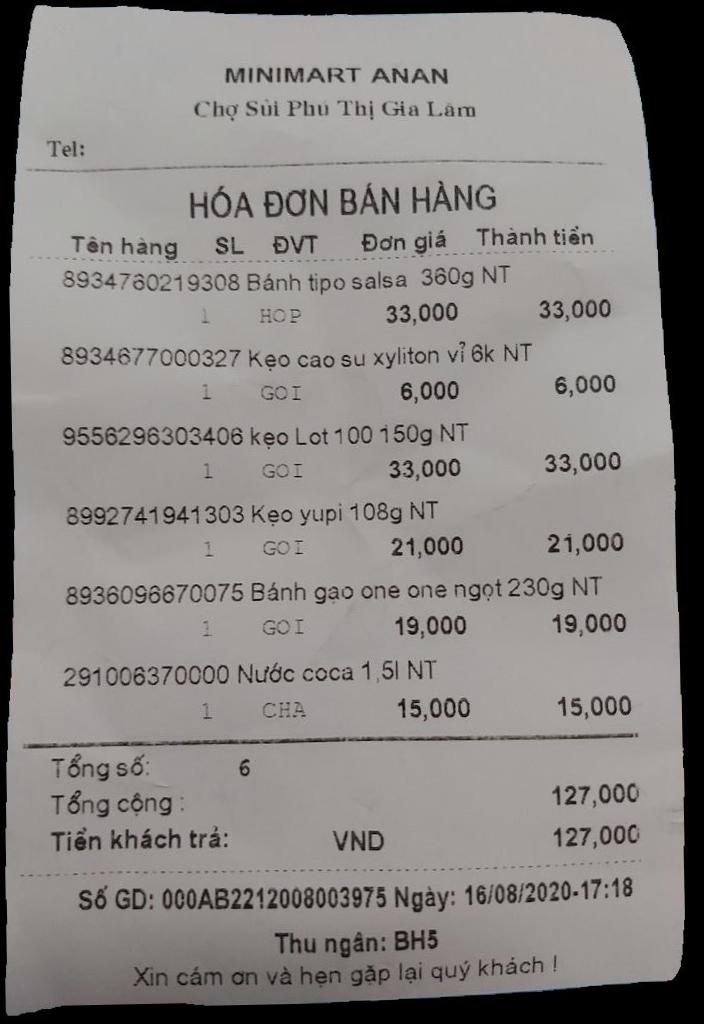 MINIMART ANAN
Chợ Sủi Phú Thị Gia Lâm
Tel:
HÓA ĐƠN BÁN HÀNG
Tên hàng SL ĐVT Đơn giá Thành tiền
8934760219308 Bánh tipo salsa 360g NT
1 HOP 33,000 33,000
8934677000327 Kẹo cao su xyliton vỉ 6k NT
1 GOI 6,000 6,000
9556296303406 kẹo Lot 100 150g NT
1 GOI 33,000 33,000
8992741941303 Kẹo yupi 108g NT
1 GOI 21,000 21,000
8936096670075 Bánh gạo one one ngọt 230g NT
1 GOI 19,000 19,000
291006370000 Nước coca 1,5l NT
1 CHA 15,000 15,000
Tổng số: 6
Tổng cộng : 127,000
Tiền khách trả: VND 127,000
Số GD: 000AB2212008003975 Ngày: 16/08/2020-17:18
Thu ngân: BH5
Xin cám ơn và hẹn gặp lại quý khách !